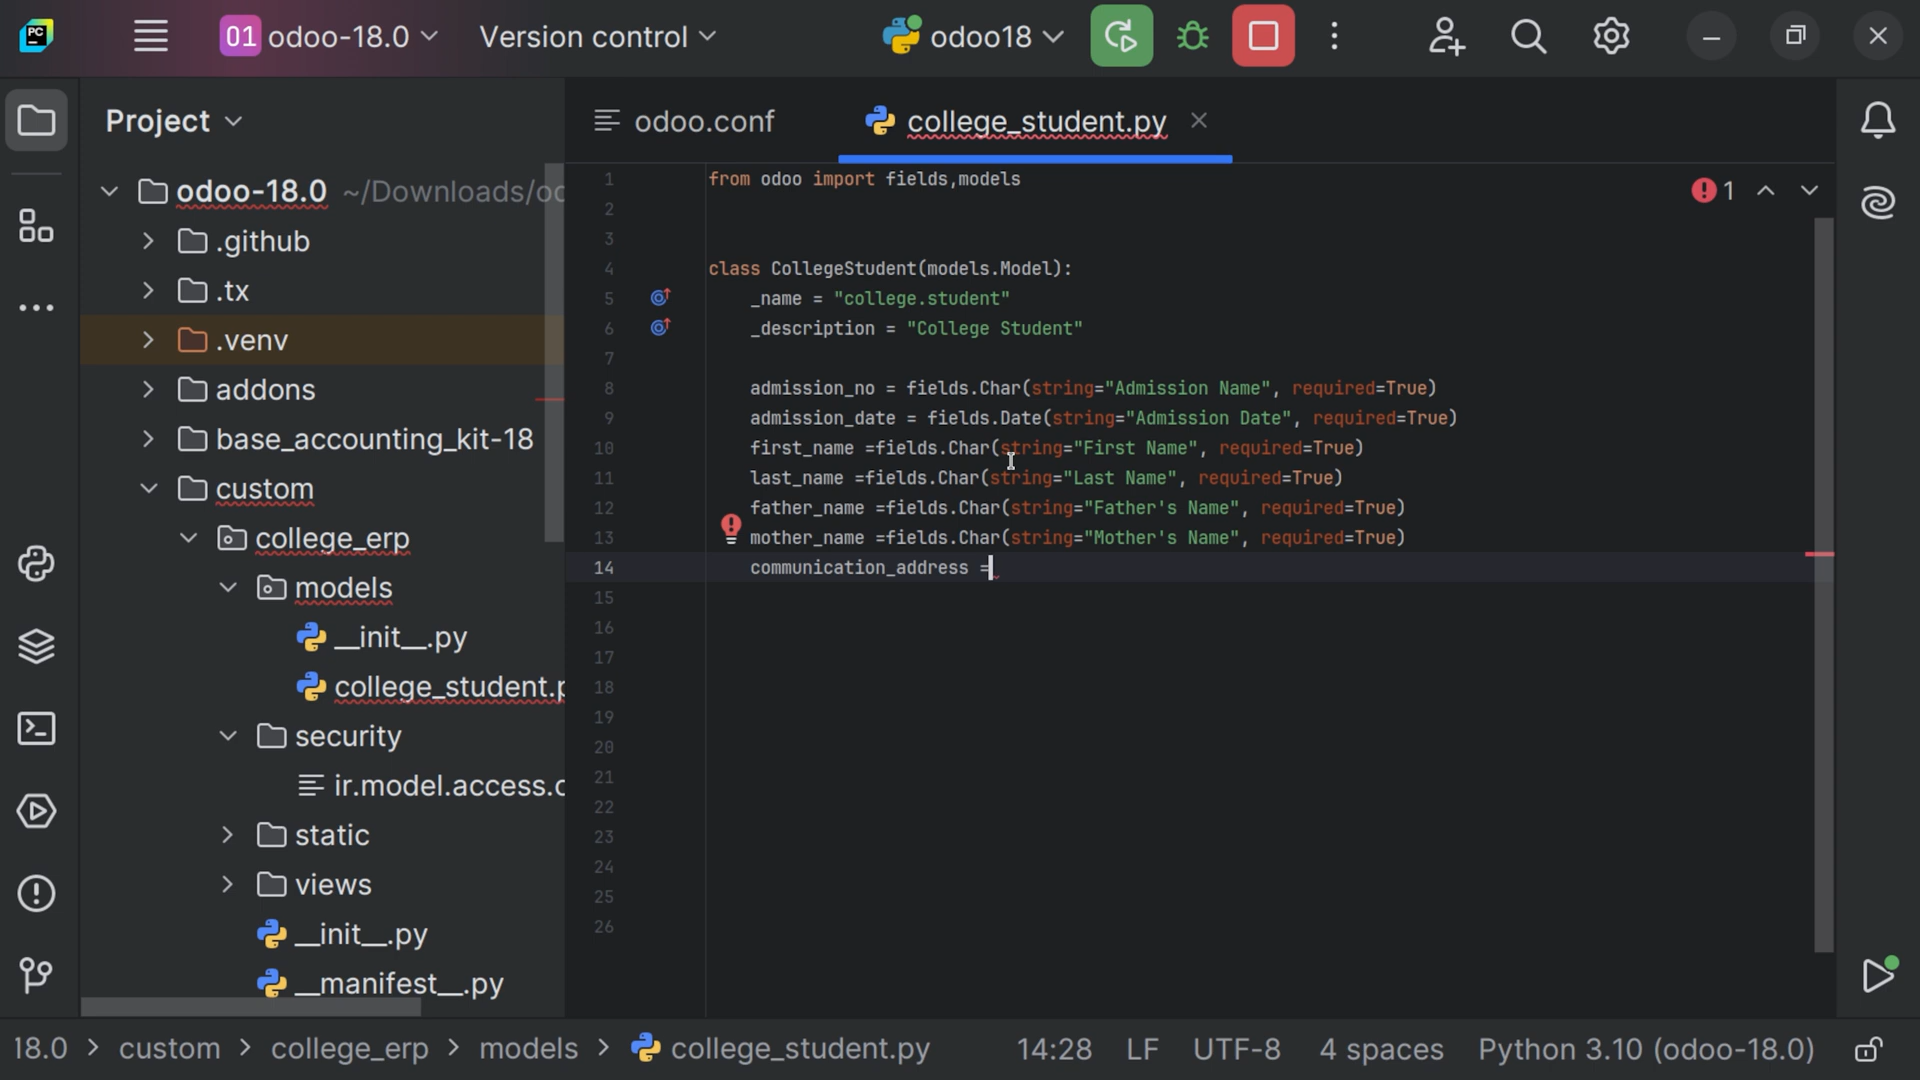 PC
01 odoo-18.0
Version control
odoo18
Project
odoo.conf
college_student.py
odoo-18.0 ~/Downloads/oc
.github
.tx
.venv
addons
base_accounting_kit-18
custom
college_erp
models
__init__.py
college_student.p
security
ir.model.access.c
static
views
__init__.py
__manifest__.py
1
1 from odoo import fields,models
2
3
4 class CollegeStudent(models.Model):
5 _name = "college.student"
6 _description = "College Student"
7
8 admission_no = fields.Char(string="Admission Name", required=True)
9 admission_date = fields.Date(string="Admission Date", required=True)
10 first_name =fields.Char(string="First Name", required=True)
11 last_name =fields.Char(string="Last Name", required=True)
12 father_name =fields.Char(string="Father's Name", required=True)
13 mother_name =fields.Char(string="Mother's Name", required=True)
14 communication_address =
15
16
17
18
19
20
21
22
23
24
25
26
18.0 > custom > college_erp > models > college_student.py
14:28 LF UTF-8 4 spaces Python 3.10 (odoo-18.0)